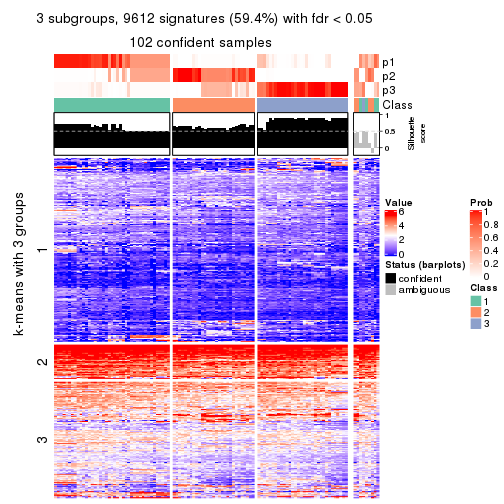 3 subgroups, 9612 signatures (59.4%) with fdr < 0.05
102 confident samples
p1
p2
p3
Class
1
0.5
0
Silhouette
score
k-means with 3 groups
1
2
3
Value
6
4
2
0
Status (barplots)
confident
ambiguous
Prob
1
0.8
0.6
0.4
0.2
0
Class
1
2
3